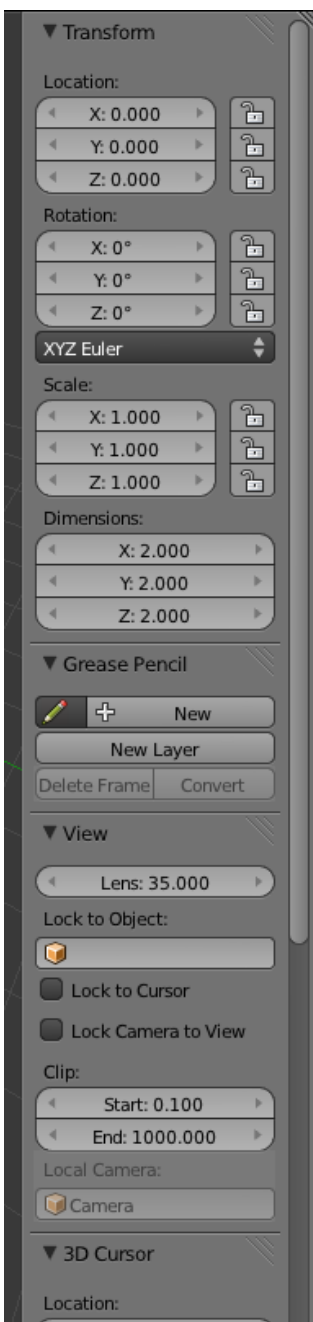 Transform
Location:
X: 0.000
Y: 0.000
Z: 0.000
Rotation:
X: 0°
Y: 0°
Z: 0°
XYZ Euler
Scale:
X: 1.000
Y: 1.000
Z: 1.000
Dimensions:
X: 2.000
Y: 2.000
Z: 2.000
Grease Pencil
New
New Layer
Delete Frame Convert
View
Lens: 35.000
Lock to Object:
Lock to Cursor
Lock Camera to View
Clip:
Start: 0.100
End: 1000.000
Local Camera:
Camera
3D Cursor
Location: